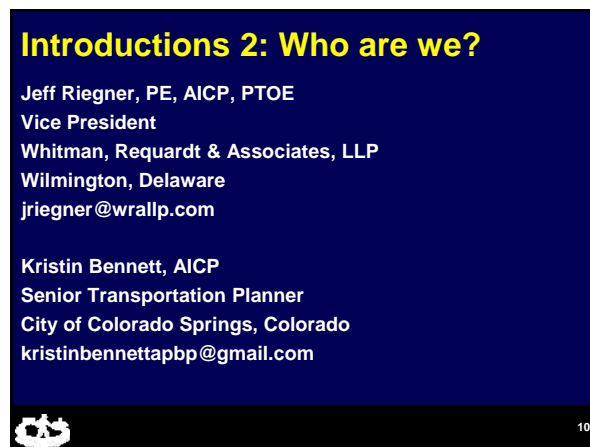 Introductions 2: Who are we?
Jeff Riegner, PE, AICP, PTOE
Vice President
Whitman, Requardt & Associates, LLP
Wilmington, Delaware
jriegner@wrallp.com
Kristin Bennett, AICP
Senior Transportation Planner
City of Colorado Springs, Colorado
kristinbennettapbp@gmail.com
10